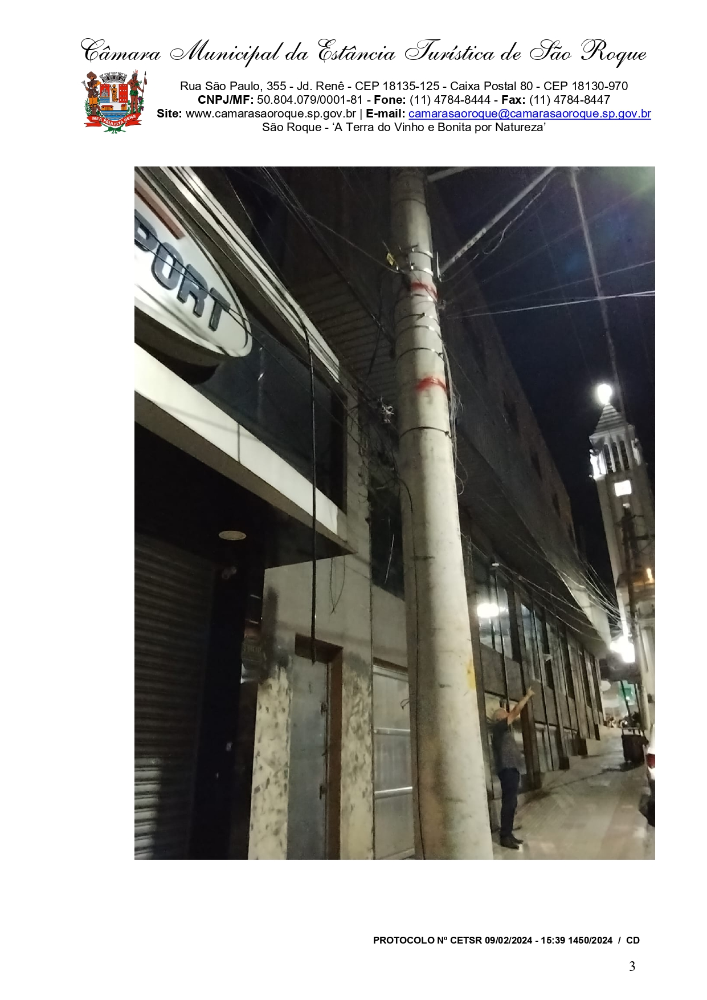 Câmara Municipal da Estância Turística de São Roque
Rua São Paulo, 355 - Jd. Renê - CEP 18135-125 - Caixa Postal 80 - CEP 18130-970
CNPJ/MF: 50.804.079/0001-81 - Fone: (11) 4784-8444 - Fax: (11) 4784-8447
Site: www.camarasaoroque.sp.gov.br | E-mail: camarasaoroque@camarasaoroque.sp.gov.br
São Roque - ‘A Terra do Vinho e Bonita por Natureza’
MEA PAULISTA GENS
PORT
PROTOCOLO Nº CETSR 09/02/2024 - 15:39 1450/2024 / CD
3